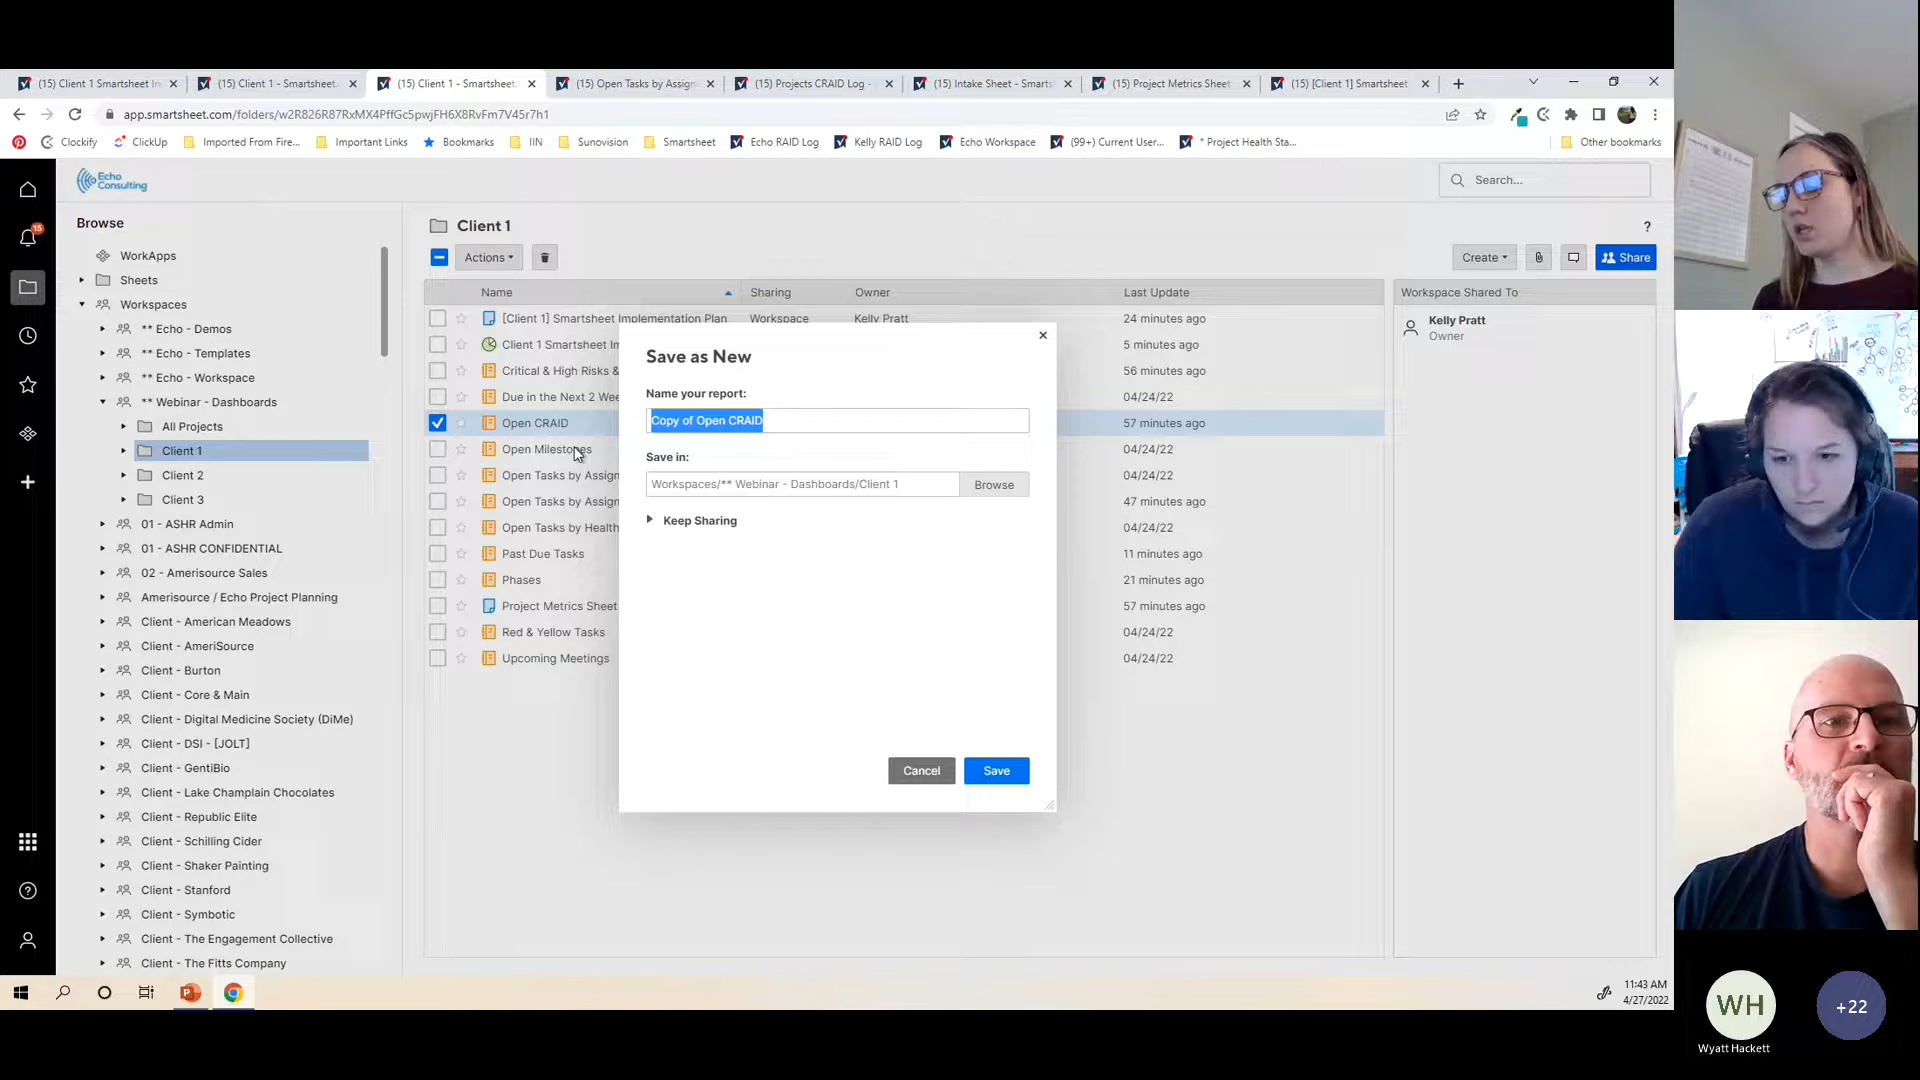 (15) Client 1 Smartsheet Im
(15) Client 1 - Smartsheet.
(15) Client 1 - Smartsheet.
(15) Open Tasks by Assign
(15) Projects CRAID Log -
(15) Intake Sheet - Smarts
(15) Project Metrics Sheet
(15) [Client 1] Smartsheet
app.smartsheet.com/folders/w2R826R87RxMX4PffGc5pwjFH6X8RvFm7V45r7h1
Clockify
ClickUp
Imported From Fire...
Important Links
Bookmarks
IIN
Sunovision
Smartsheet
Echo RAID Log
Kelly RAID Log
Echo Workspace
(99+) Current User...
* Project Health Sta...
Other bookmarks
Echo
Consulting
Search...
15
Browse
WorkApps
Sheets
Workspaces
** Echo - Demos
** Echo - Templates
** Echo - Workspace
** Webinar - Dashboards
All Projects
Client 1
Client 2
Client 3
01 - ASHR Admin
01 - ASHR CONFIDENTIAL
02 - Amerisource Sales
Amerisource / Echo Project Planning
Client - American Meadows
Client - AmeriSource
Client - Burton
Client - Core & Main
Client - Digital Medicine Society (DiMe)
Client - DSI - [JOLT]
Client - GentiBio
Client - Lake Champlain Chocolates
Client - Republic Elite
Client - Schilling Cider
Client - Shaker Painting
Client - Stanford
Client - Symbotic
Client - The Engagement Collective
Client - The Fitts Company
Client 1
?
Actions
Create
Share
Name
Sharing
Owner
Last Update
[Client 1] Smartsheet Implementation Plan
Workspace
Kelly Pratt
24 minutes ago
Client 1 Smartsheet Im
5 minutes ago
Critical & High Risks &
56 minutes ago
Due in the Next 2 Wee
04/24/22
Open CRAID
57 minutes ago
Open Milestones
04/24/22
Open Tasks by Assign
04/24/22
Open Tasks by Assign
47 minutes ago
Open Tasks by Health
04/24/22
Past Due Tasks
11 minutes ago
Phases
21 minutes ago
Project Metrics Sheet
57 minutes ago
Red & Yellow Tasks
04/24/22
Upcoming Meetings
04/24/22
Workspace Shared To
Kelly Pratt
Owner
Save as New
Name your report:
Copy of Open CRAID
Save in:
Workspaces/** Webinar - Dashboards/Client 1
Browse
Keep Sharing
Cancel
Save
11:43 AM
4/27/2022
WH
Wyatt Hackett
+22